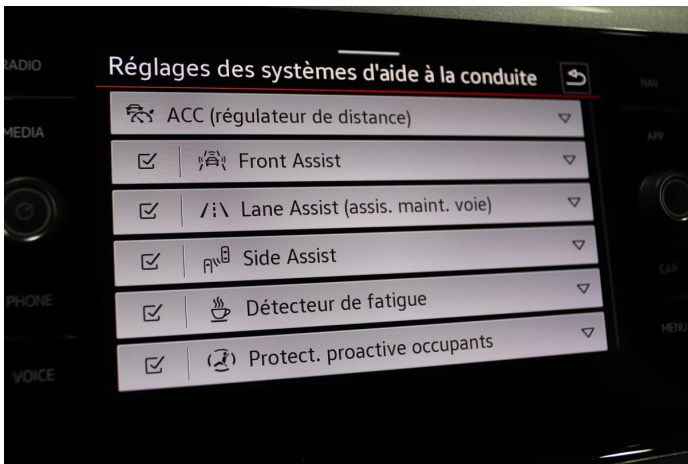 RADIO
MEDIA
PHONE
VOICE
Réglages des systèmes d'aide à la conduite
ACC (régulateur de distance)
Front Assist
Lane Assist (assis. maint. voie)
Side Assist
Détecteur de fatigue
Protect. proactive occupants
NAV
APP
CAR
MENU